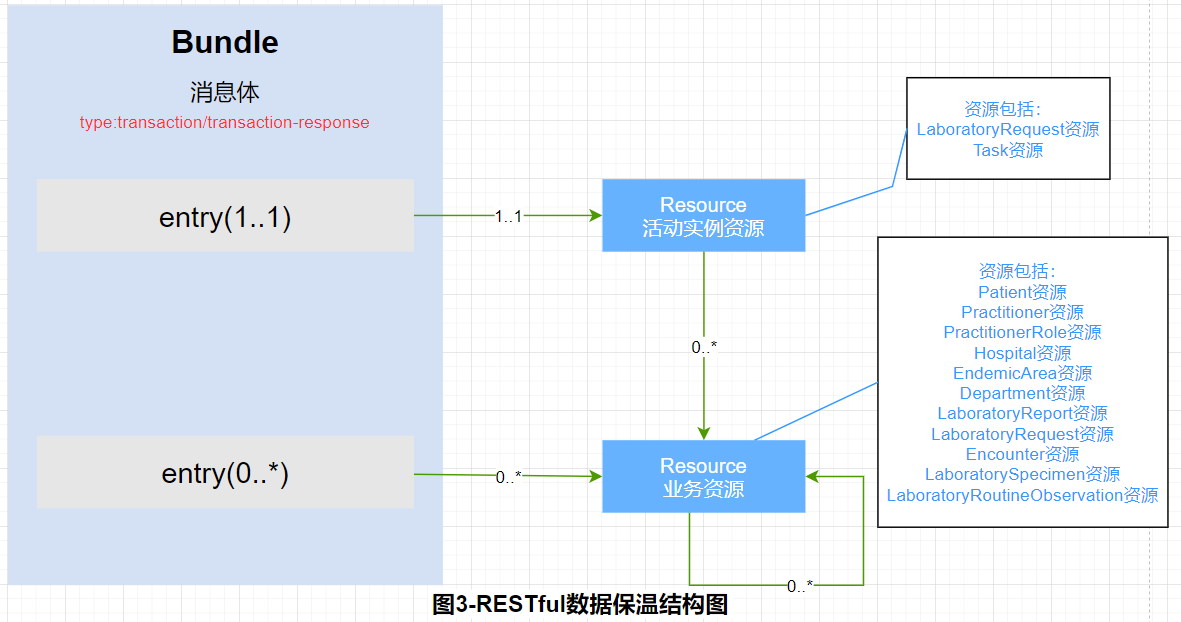 Bundle
消息体
type:transaction/transaction-response
entry(1..1)
1..1
Resource
活动实例资源
资源包括：
LaboratoryRequest资源
Task资源
0..*
entry(0..*)
0..*
Resource
业务资源
0..*
资源包括：
Patient资源
Practitioner资源
PractitionerRole资源
Hospital资源
EndemicArea资源
Department资源
LaboratoryReport资源
LaboratoryRequest资源
Encounter资源
LaboratorySpecimen资源
LaboratoryRoutineObservation资源
图3-RESTful数据保温结构图